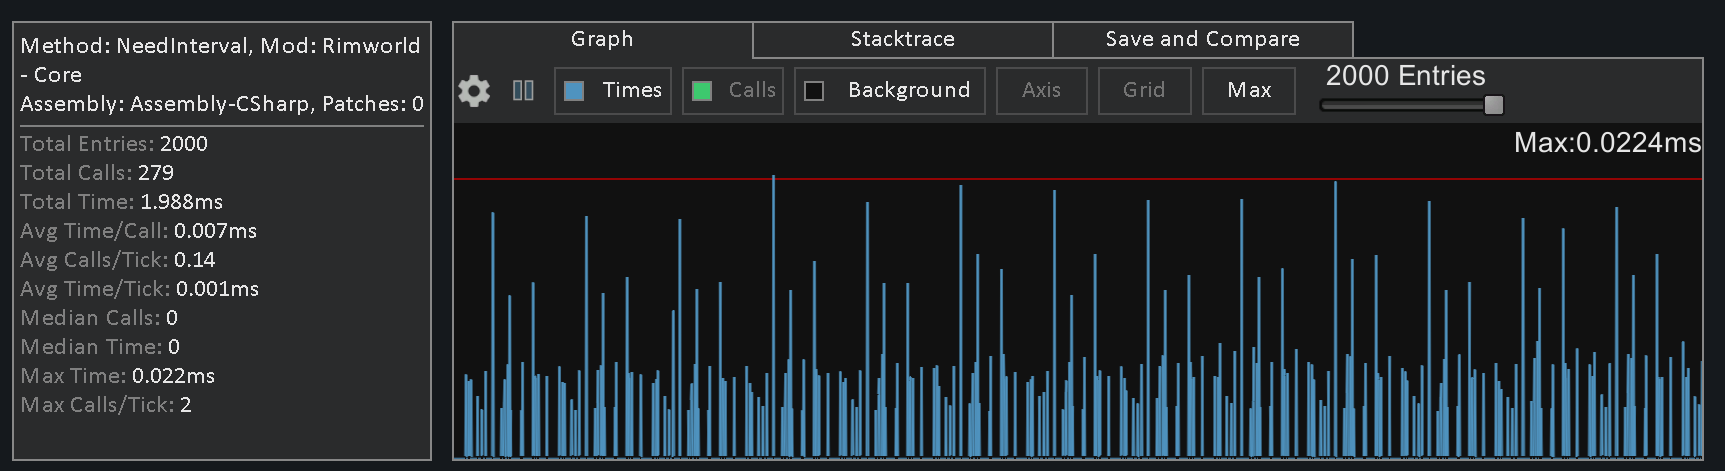 Method: NeedInterval, Mod: Rimworld
- Core
Assembly: Assembly-CSharp, Patches: 0
Total Entries: 2000
Total Calls: 279
Total Time: 1.988ms
Avg Time/Call: 0.007ms
Avg Calls/Tick: 0.14
Avg Time/Tick: 0.001ms
Median Calls: 0
Median Time: 0
Max Time: 0.022ms
Max Calls/Tick: 2
Graph
Stacktrace
Save and Compare
Times
Calls
Background
Axis
Grid
Max
2000 Entries
Max:0.0224ms